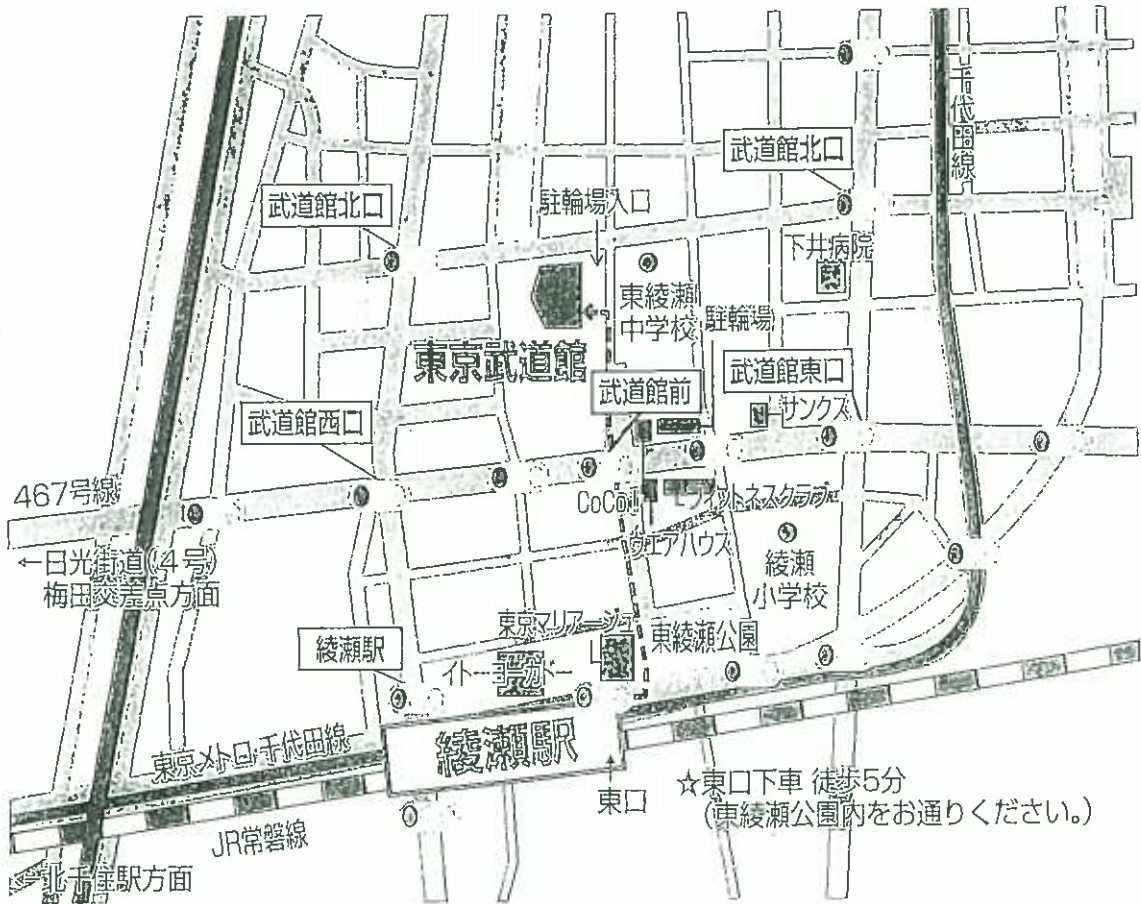 千代田線
武道館北口
武道館北口
駐輪場入口
下井病院
東綾瀬
中学校
駐輪場
東京武道館
武道館前
武道館東口
サンクス
武道館西口
467号線
CoCo壱
フィットネスクラブ
ウェアハウス
←日光街道(4号)
梅田交差点方面
綾瀬
小学校
東京マリアージュ
東綾瀬公園
綾瀬駅
イトーヨーカドー
東京メトロ千代田線
綾瀬駅
東口
☆東口下車 徒歩5分
(東綾瀬公園内をお通りください。)
JR常磐線
←北千住駅方面